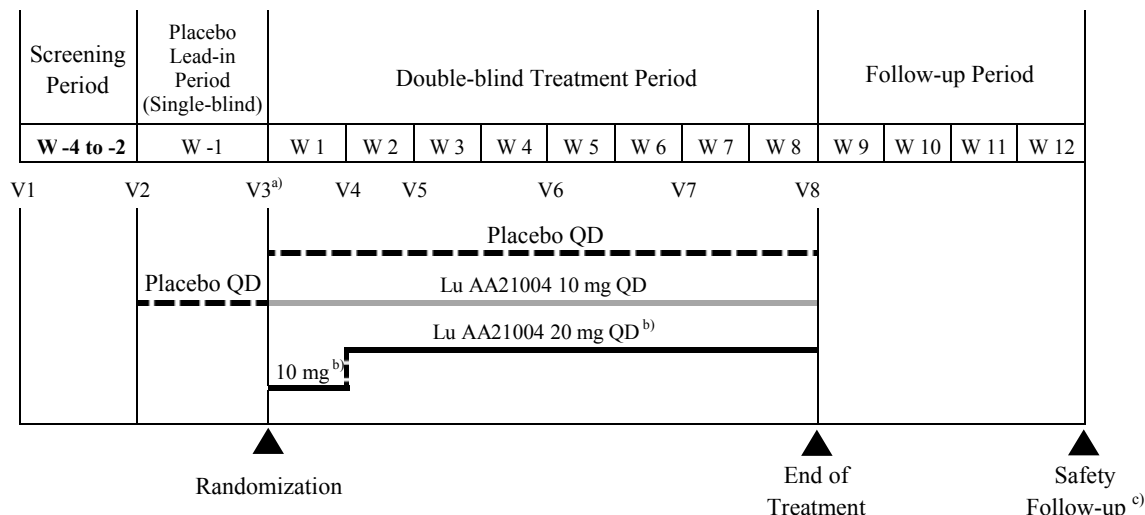 Screening
Period
Placebo
Lead-in
Period
(Single-blind)
Double-blind Treatment Period
Follow-up Period
W -4 to -2 W -1 W 1 W 2 W 3 W 4 W 5 W 6 W 7 W 8 W 9 W 10 W 11 W 12
V1 V2 V3a) V4 V5 V6 V7 V8
Placebo QD
Placebo QD
Lu AA21004 10 mg QD
Lu AA21004 20 mg QD b)
10 mg b)
Randomization
End of
Treatment
Safety
Follow-up c)